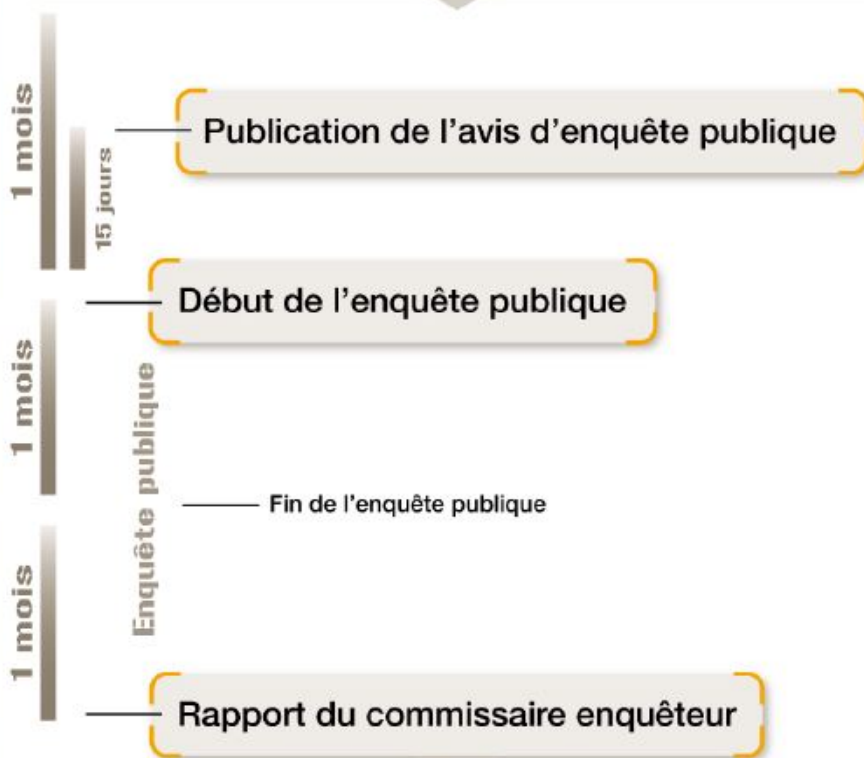 1 mois
Publication de l'avis d'enquête publique
15 jours
Début de l'enquête publique
1 mois
Enquête publique
Fin de l'enquête publique
1 mois
Rapport du commissaire enquêteur